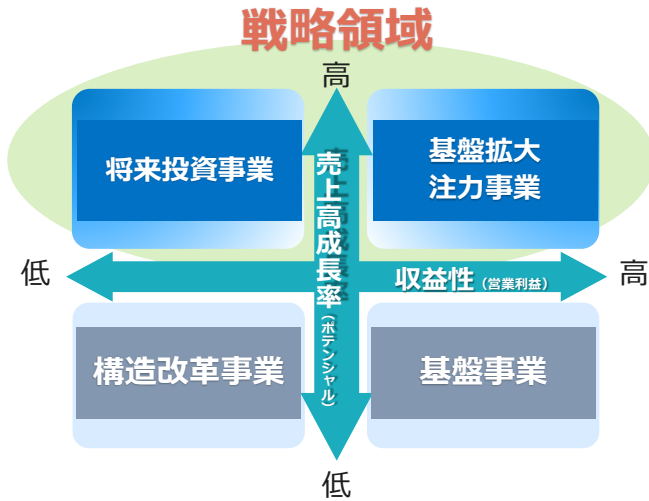 戦略領域
高
将来投資事業
基盤拡大
注力事業
売上高成長率(ポテンシャル)
低
収益性(営業利益)
高
構造改革事業
基盤事業
低